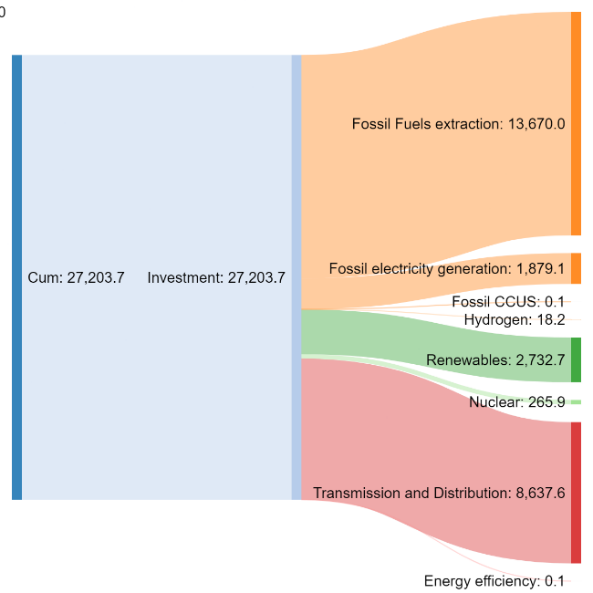 0
Fossil Fuels extraction: 13,670.0
Fossil electricity generation: 1,879.1
Cum: 27,203.7
Investment: 27,203.7
Fossil CCUS: 0.1
Hydrogen: 18.2
Renewables: 2,732.7
Nuclear: 265.9
Transmission and Distribution: 8,637.6
Energy efficiency: 0.1